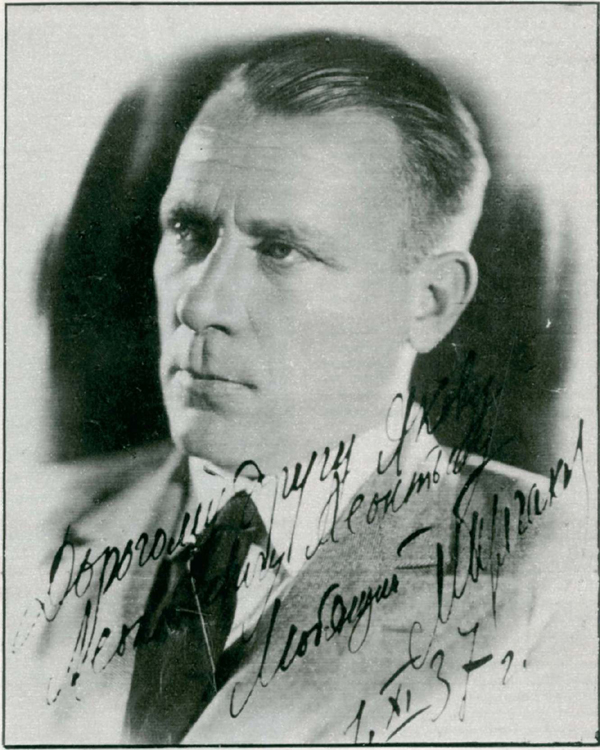 Дорогому другу Якову
Леонтьевичу Леонтьеву
Любящий М. Булгаков
1. XI 37 г.